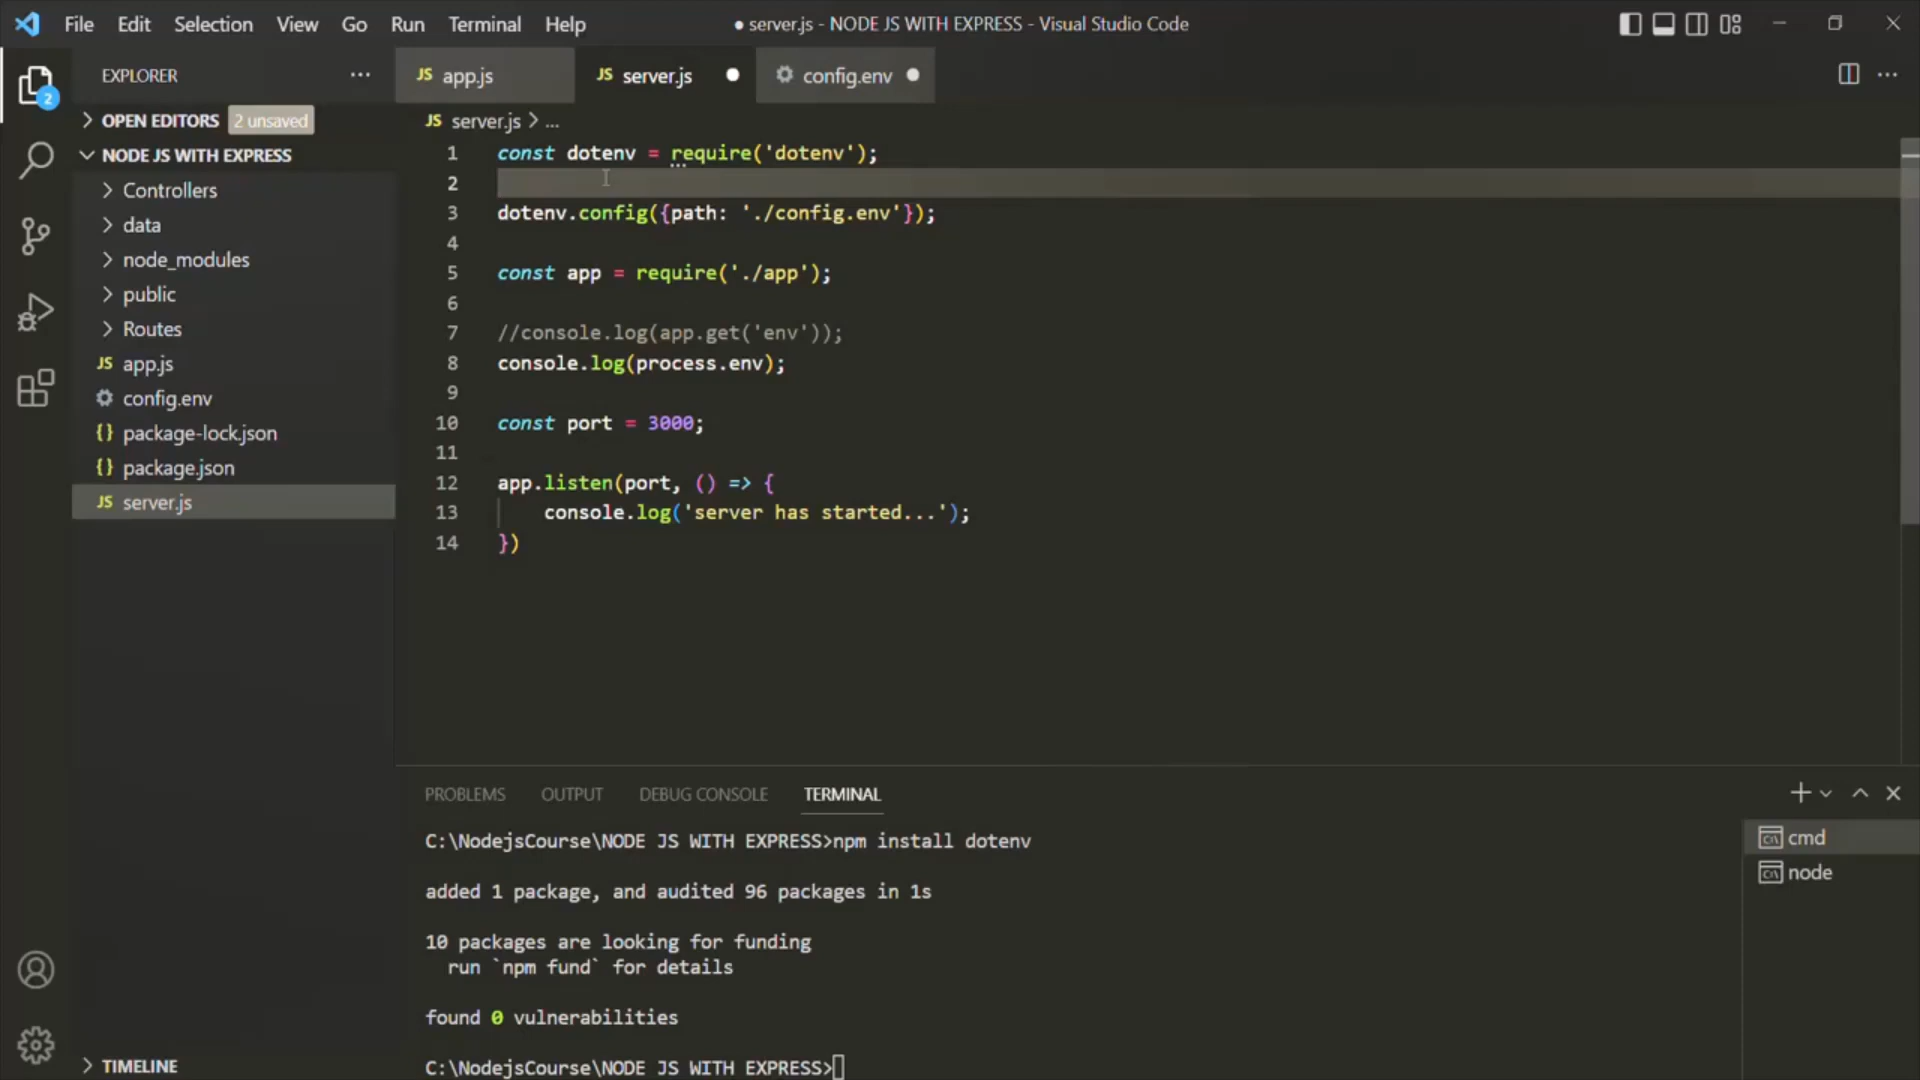 File Edit Selection View Go Run Terminal Help
● server.js - NODE JS WITH EXPRESS - Visual Studio Code
EXPLORER ...
2
OPEN EDITORS 2 unsaved
NODE JS WITH EXPRESS
Controllers
data
node_modules
public
Routes
JS app.js
config.env
{} package-lock.json
{} package.json
JS server.js
TIMELINE
JS app.js
JS server.js
config.env
JS server.js > ...
1 const dotenv = require('dotenv');
2
3 dotenv.config({path: './config.env'});
4
5 const app = require('./app');
6
7 //console.log(app.get('env'));
8 console.log(process.env);
9
10 const port = 3000;
11
12 app.listen(port, () => {
13 console.log('server has started...');
14 })
PROBLEMS OUTPUT DEBUG CONSOLE TERMINAL
C:\NodejsCourse\NODE JS WITH EXPRESS>npm install dotenv
added 1 package, and audited 96 packages in 1s
10 packages are looking for funding
run `npm fund` for details
found 0 vulnerabilities
C:\NodejsCourse\NODE JS WITH EXPRESS>
cmd
node